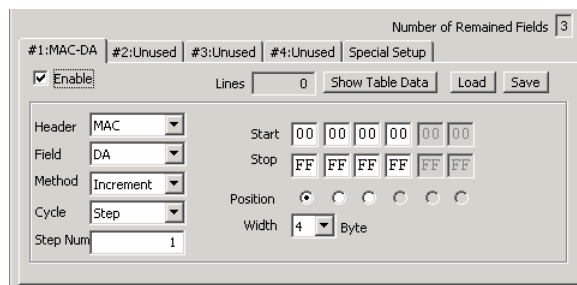 Number of Remained Fields 3
#1:MAC-DA #2:Unused #3:Unused #4:Unused Special Setup
Enable Lines 0 Show Table Data Load Save
Header MAC Start 00 00 00 00 00 00
Field DA Stop FF FF FF FF FF FF
Method Increment Position
Cycle Step Width 4 Byte
Step Num 1